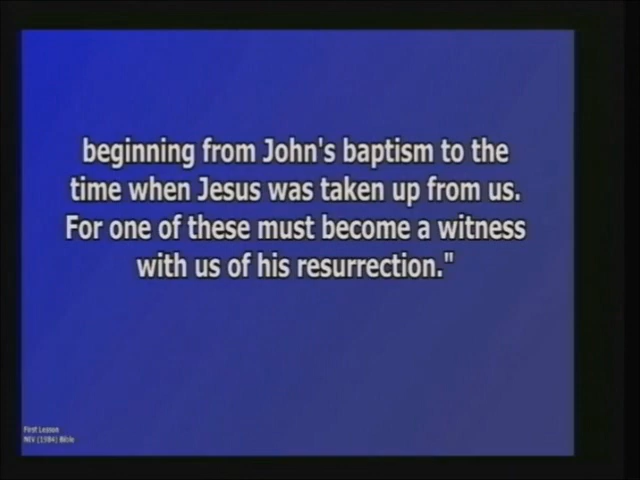 beginning from John's baptism to the
time when Jesus was taken up from us.
For one of these must become a witness
with us of his resurrection."
First Lesson
NIV (1984) Bible